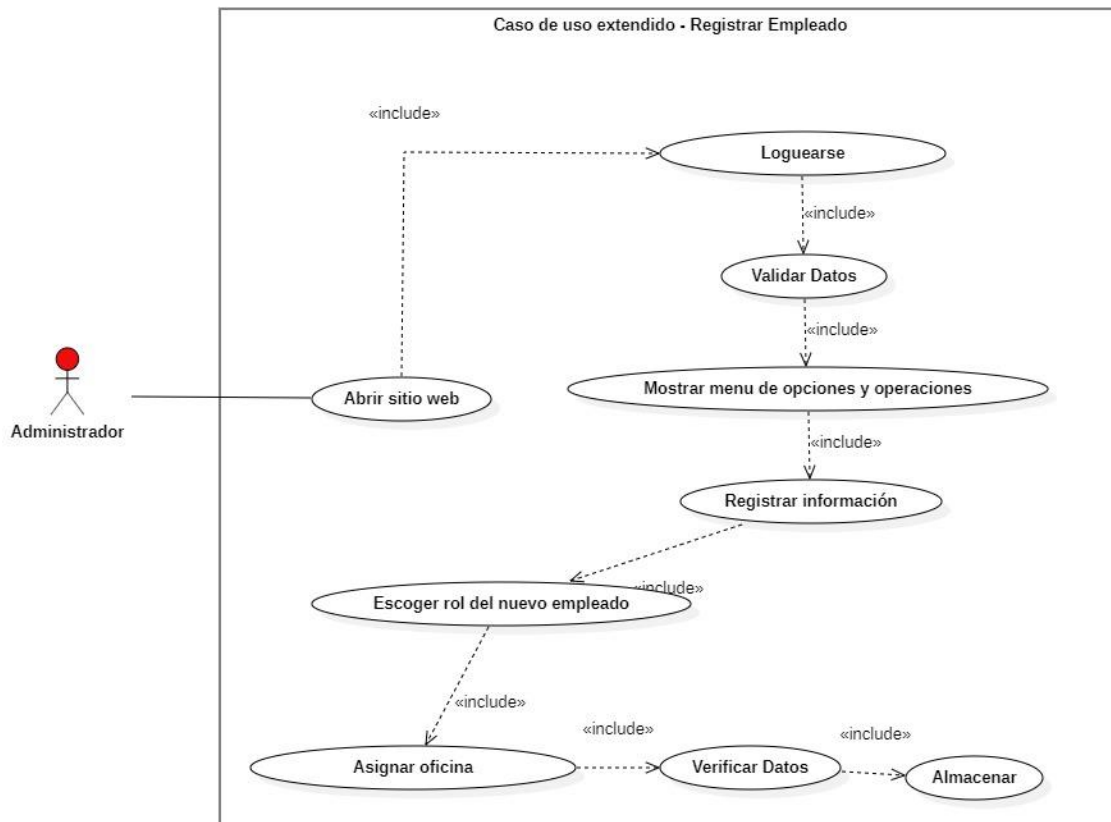 Caso de uso extendido - Registrar Empleado
«include»
Loguearse
«include»
Validar Datos
«include»
Mostrar menu de opciones y operaciones
Abrir sitio web
Administrador
«include»
Registrar información
«include»
Escoger rol del nuevo empleado
«include»
«include»
«include»
Asignar oficina
Verificar Datos
Almacenar